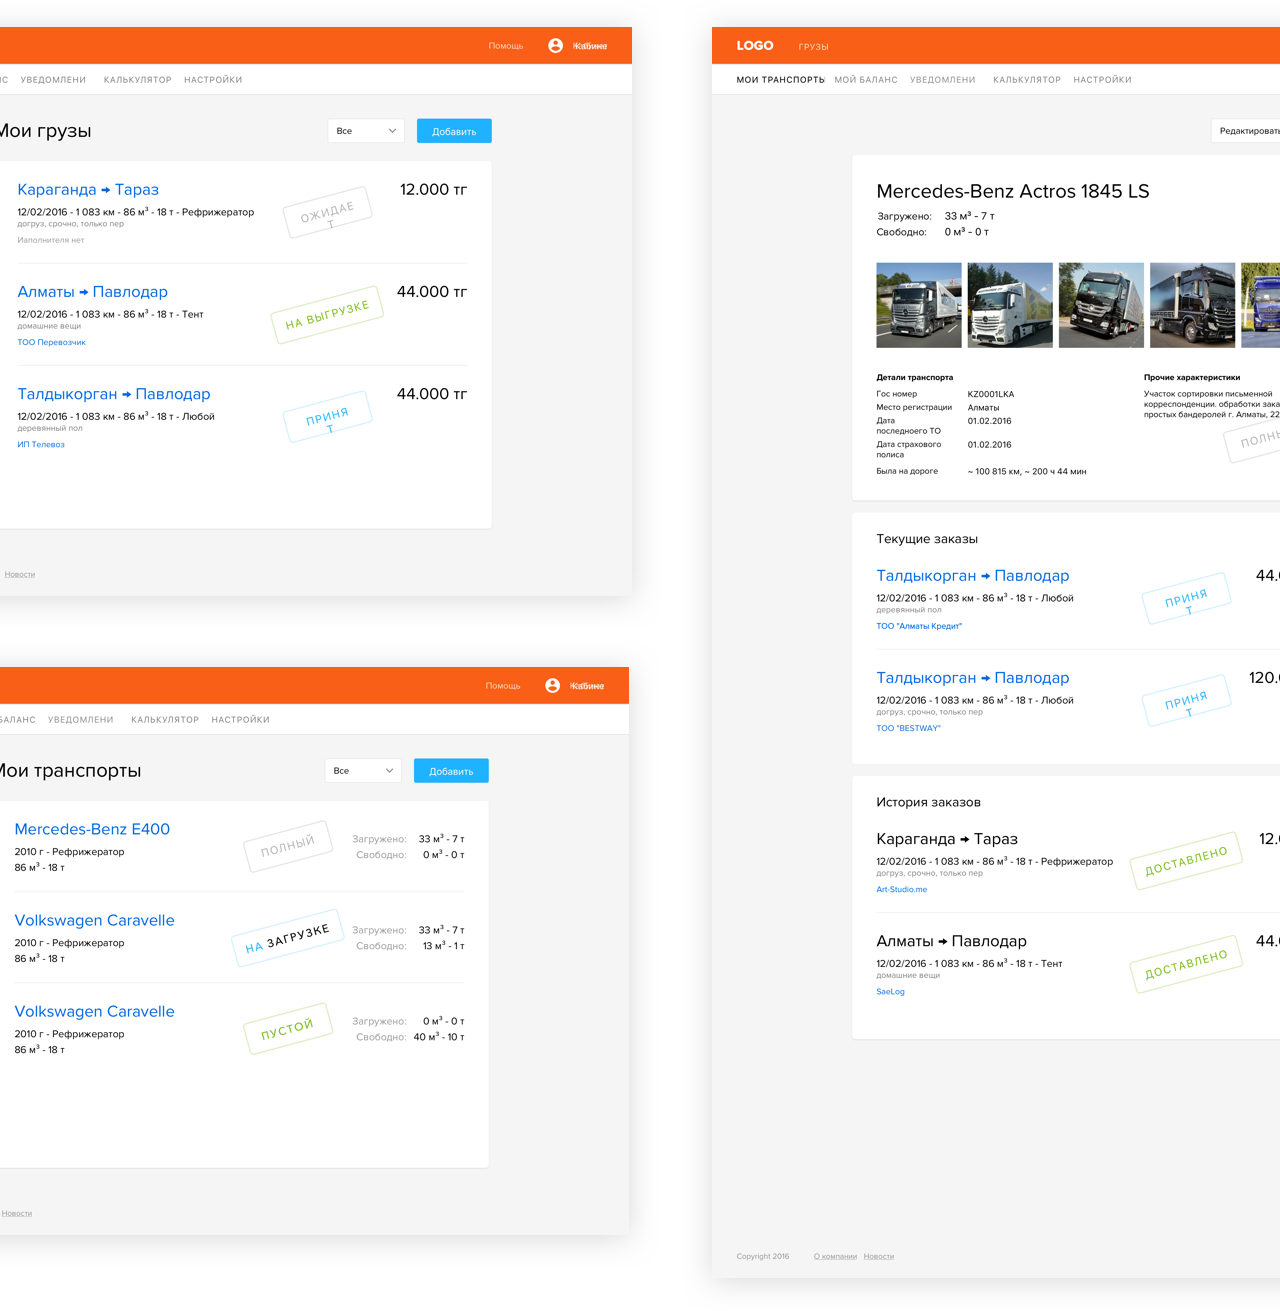 Помощь
УВЕДОМЛЕНИ КАЛЬКУЛЯТОР НАСТРОЙКИ
Мои грузы
Все
Добавить
Караганда → Тараз
12.000 тг
12/02/2016 - 1 083 км - 86 м³ - 18 т - Рефрижератор
догруз, срочно, только пер
Иаполнителя нет
ОЖИДАЕ
Т
Алматы → Павлодар
44.000 тг
12/02/2016 - 1 083 км - 86 м³ - 18 т - Тент
домашние вещи
ТОО Перевозчик
НА ВЫГРУЗКЕ
Талдыкорган → Павлодар
44.000 тг
12/02/2016 - 1 083 км - 86 м³ - 18 т - Любой
деревянный пол
ИП Телевоз
ПРИНЯ
Т
Новости
Помощь
БАЛАНС УВЕДОМЛЕНИ КАЛЬКУЛЯТОР НАСТРОЙКИ
Мои транспорты
Все
Добавить
Mercedes-Benz E400
2010 г - Рефрижератор
86 м³ - 18 т
ПОЛНЫЙ
Загружено: 33 м³ - 7 т
Свободно: 0 м³ - 0 т
Volkswagen Caravelle
2010 г - Рефрижератор
86 м³ - 18 т
НА ЗАГРУЗКЕ
Загружено: 33 м³ - 7 т
Свободно: 13 м³ - 1 т
Volkswagen Caravelle
2010 г - Рефрижератор
86 м³ - 18 т
ПУСТОЙ
Загружено: 0 м³ - 0 т
Свободно: 40 м³ - 10 т
Новости
LOGO ГРУЗЫ
МОИ ТРАНСПОРТЬ МОЙ БАЛАНС УВЕДОМЛЕНИ КАЛЬКУЛЯТОР НАСТРОЙКИ
Редактировать
Mercedes-Benz Actros 1845 LS
Загружено: 33 м³ - 7 т
Свободно: 0 м³ - 0 т
Детали транспорта
Гос номер KZ0001LKA
Место регистрации Алматы
Дата 01.02.2016
последноего ТО
Дата страхового 01.02.2016
полиса
Была на дороге ~ 100 815 км, ~ 200 ч 44 мин
Прочие характеристики
Участок сортировки письменной
корреспонденции. обработки зака
простых бандеролей г. Алматы, 22
ПОЛНЫ
Текущие заказы
Талдыкорган → Павлодар
44.0
12/02/2016 - 1 083 км - 86 м³ - 18 т - Любой
деревянный пол
ТОО "Алматы Кредит"
ПРИНЯ
Т
Талдыкорган → Павлодар
120.0
12/02/2016 - 1 083 км - 86 м³ - 18 т - Любой
догруз, срочно, только пер
ТОО "BESTWAY"
ПРИНЯ
Т
История заказов
Караганда → Тараз
12.0
12/02/2016 - 1 083 км - 86 м³ - 18 т - Рефрижератор
догруз, срочно, только пер
Art-Studio.me
ДОСТАВЛЕНО
Алматы → Павлодар
44.0
12/02/2016 - 1 083 км - 86 м³ - 18 т - Тент
домашние вещи
SaeLog
ДОСТАВЛЕНО
Copyright 2016 О компании Новости